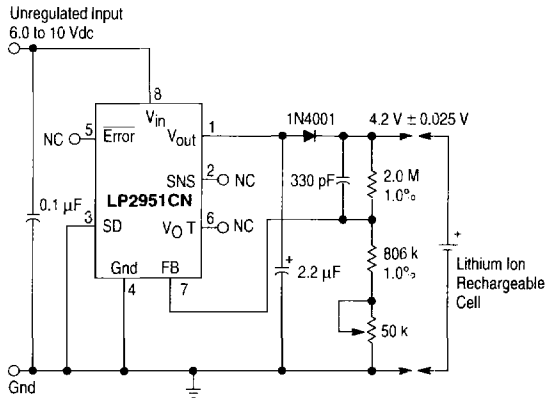 Unregulated Input
6.0 to 10 Vdc
8
Vin
5
NC
Error
Vout
1
1N4001
4.2 V ± 0.025 V
SNS
2
NC
330 pF
2.0 M
1.0%
LP2951CN
0.1 µF
3
SD
VOT
6
NC
Gnd
FB
4
7
2.2 µF
806 k
1.0%
Lithium Ion
Rechargeable
Cell
50 k
Gnd